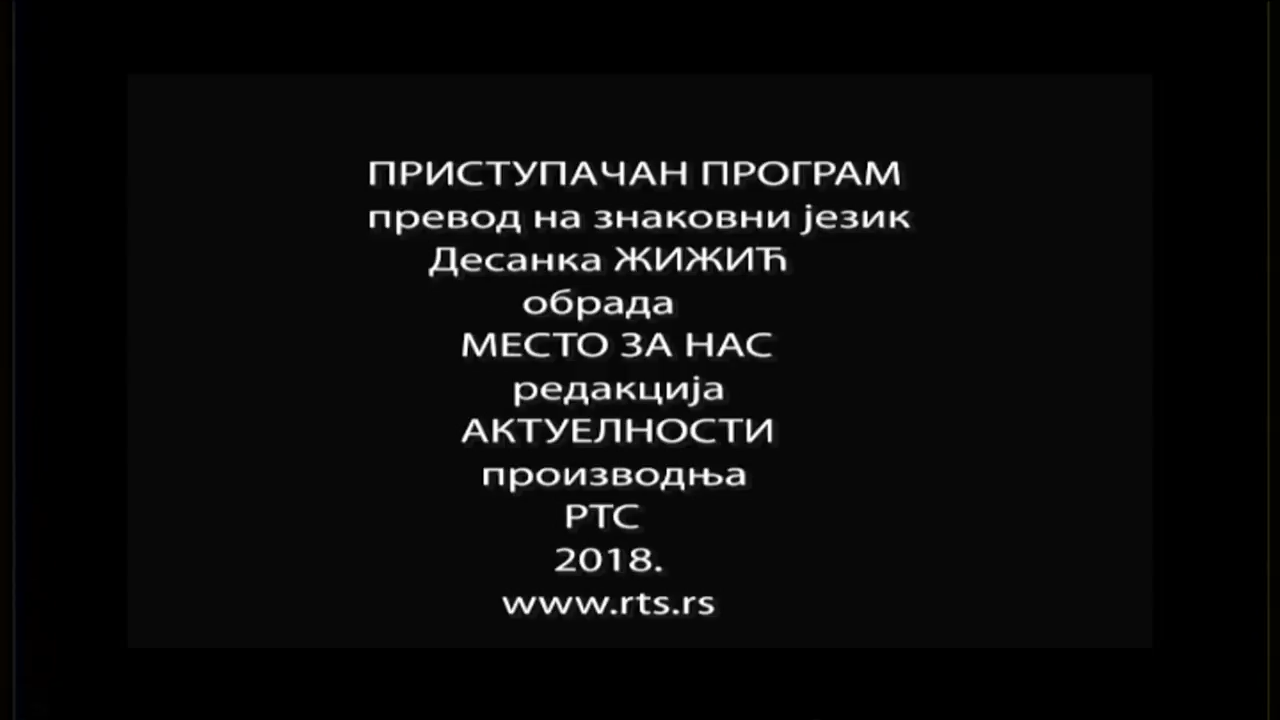 ПРИСТУПАЧАН ПРОГРАМ
превод на знаковни језик
Десанка ЖИЖИЋ
обрада
МЕСТО ЗА НАС
редакција
АКТУЕЛНОСТИ
производња
РТС
2018.
www.rts.rs